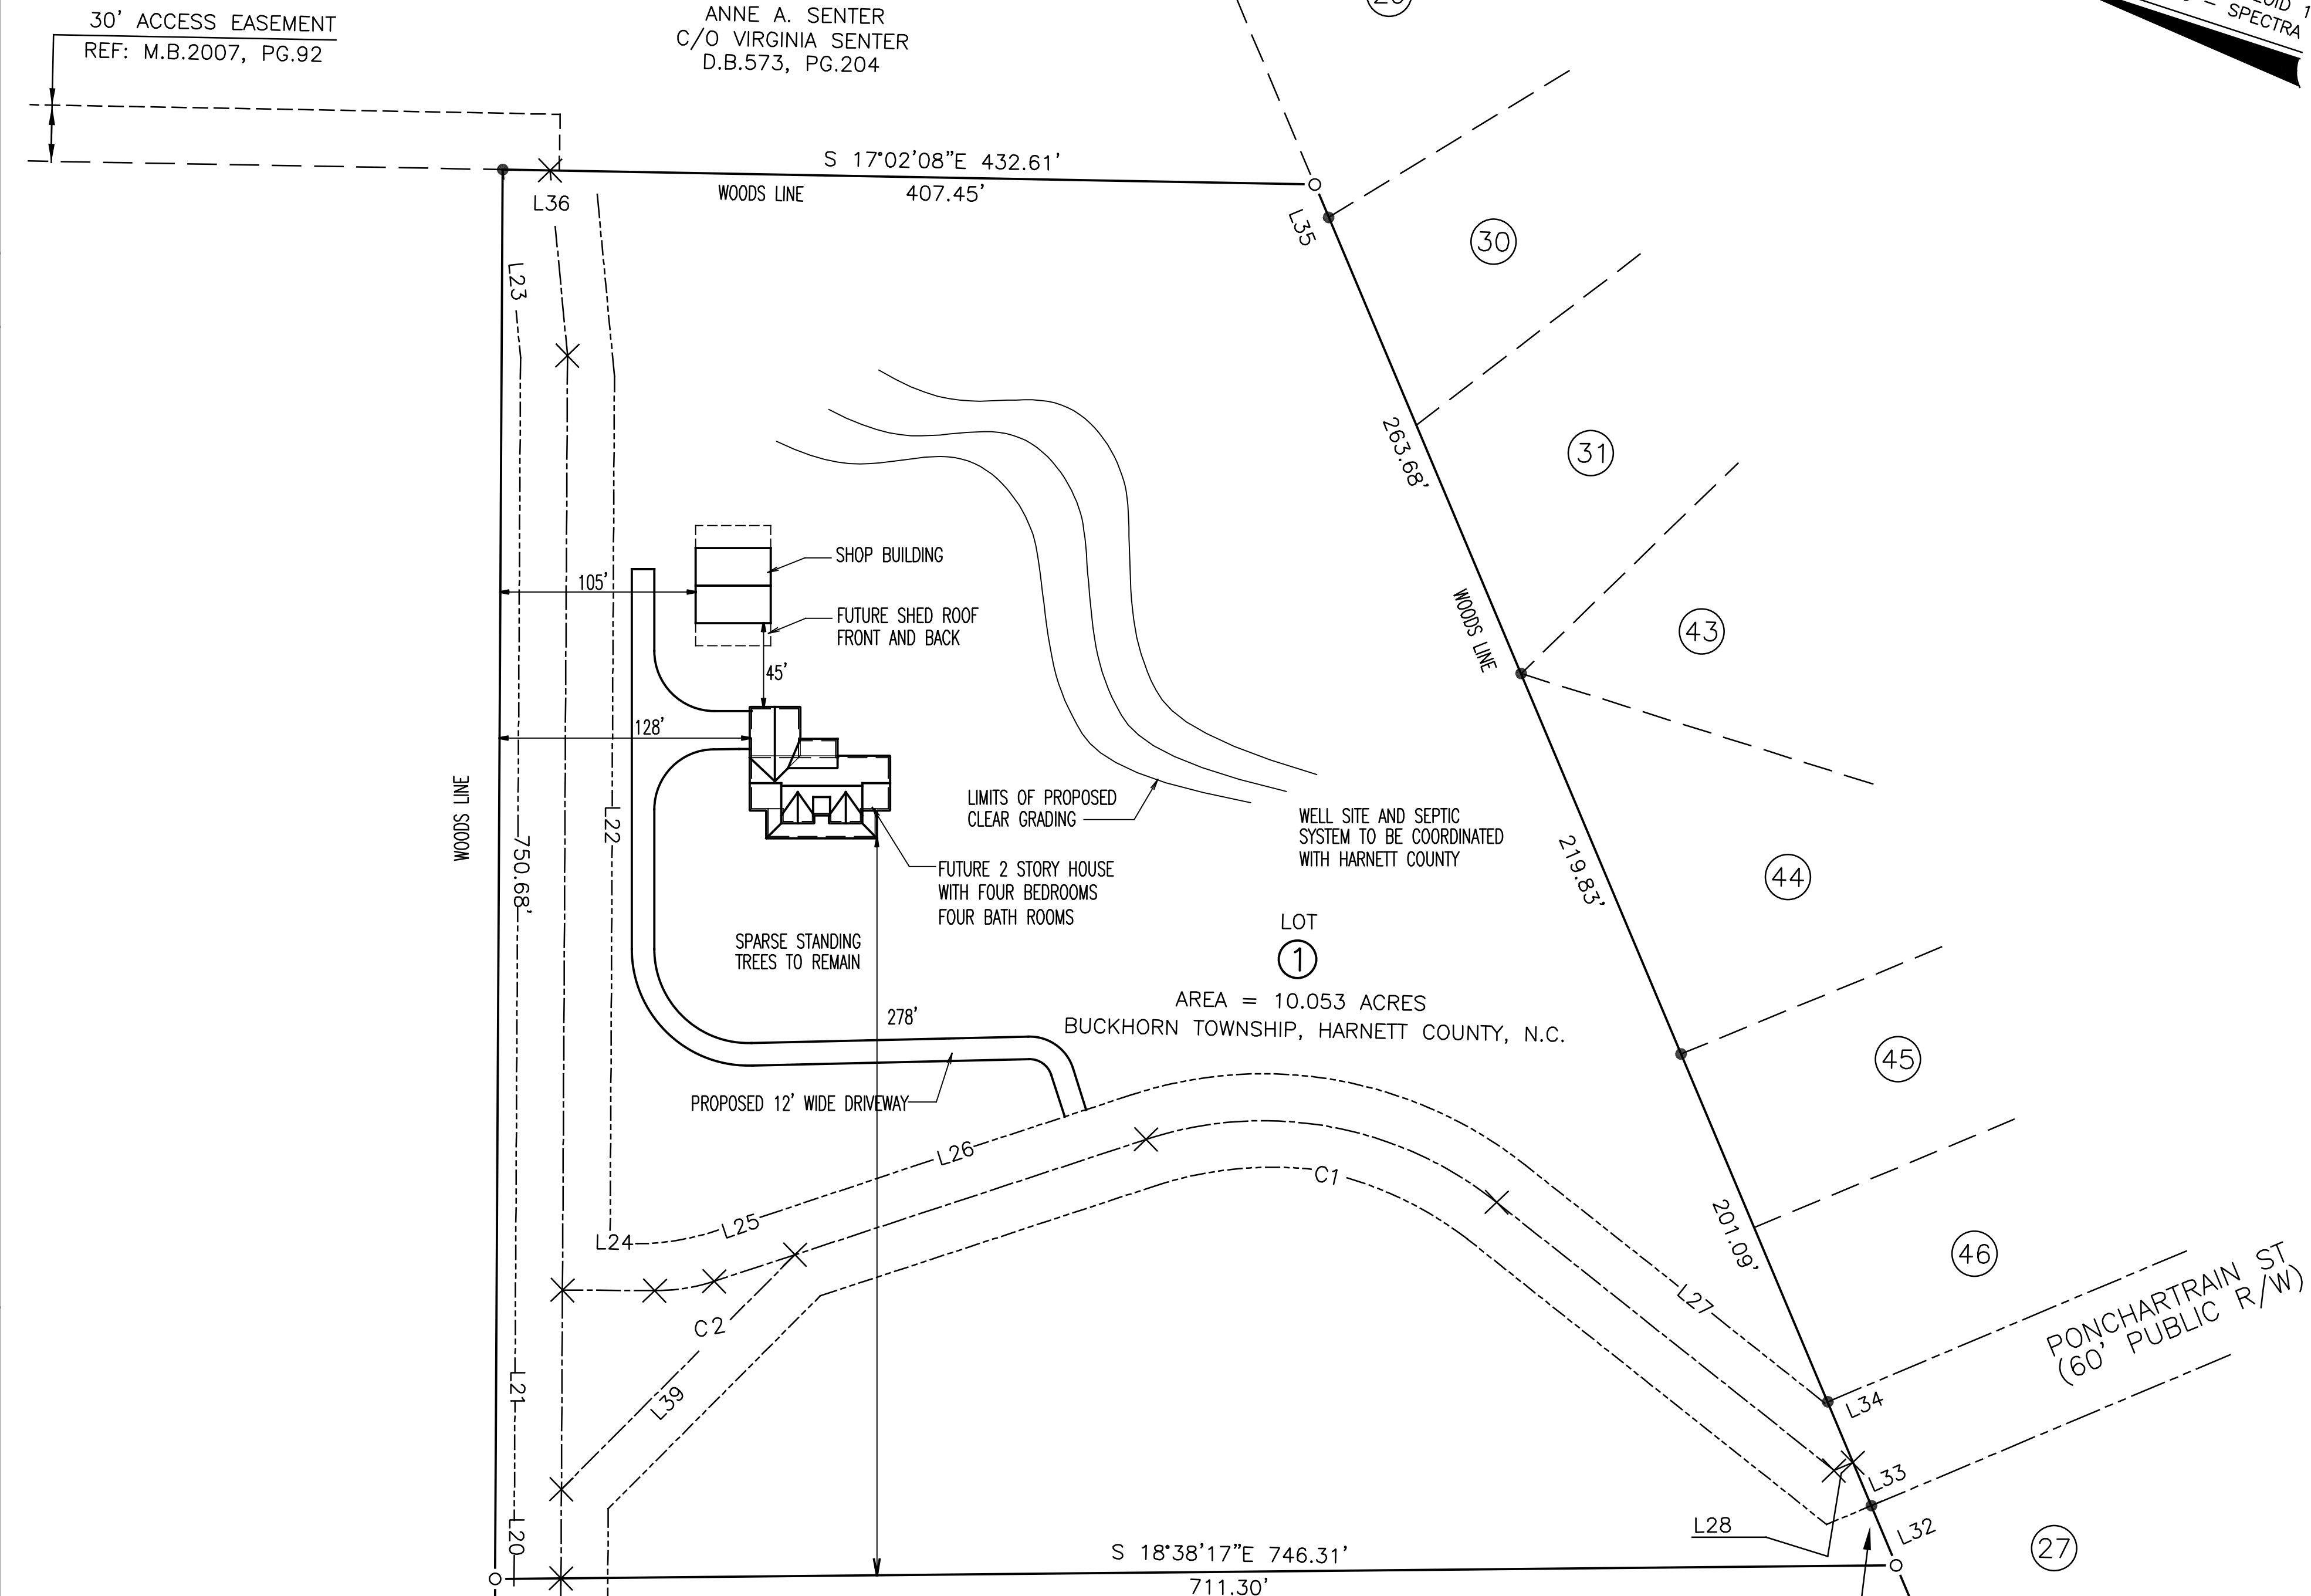 30' ACCESS EASEMENT
REF: M.B.2007, PG.92
ANNE A. SENTER
C/O VIRGINIA SENTER
D.B.573, PG.204
- SPECTRA
S 17°02'08"E 432.61'
WOODS LINE
407.45'
L36
L35
L23
30
263.68'
31
SHOP BUILDING
105'
FUTURE SHED ROOF
FRONT AND BACK
45'
WOODS LINE
43
128'
WOODS LINE
750.68'
L22
LIMITS OF PROPOSED
CLEAR GRADING
WELL SITE AND SEPTIC
SYSTEM TO BE COORDINATED
WITH HARNETT COUNTY
219.83'
44
FUTURE 2 STORY HOUSE
WITH FOUR BEDROOMS
FOUR BATH ROOMS
SPARSE STANDING
TREES TO REMAIN
LOT
1
AREA = 10.053 ACRES
BUCKHORN TOWNSHIP, HARNETT COUNTY, N.C.
278'
45
PROPOSED 12' WIDE DRIVEWAY
L26
C1
L25
L24
201.09'
46
PONCHARTRAIN ST
(60' PUBLIC R/W)
C2
L27
L39
L21
L34
L33
L20
L28
L32
27
S 18°38'17"E 746.31'
711.30'